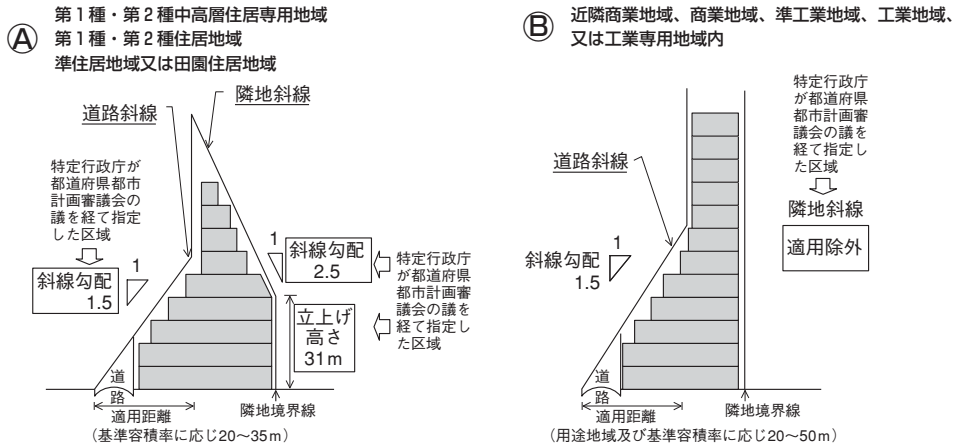 Ⓐ
第1種・第2種中高層住居専用地域
第1種・第2種住居地域
準住居地域又は田園住居地域
隣地斜線
道路斜線
特定行政庁が
都道府県都市
計画審議会の
議を経て指定
した区域
1
斜線勾配
1.5
1
斜線勾配
2.5
特定行政庁
が都道府県
都市計画審
議会の議を
経て指定し
た区域
立上げ
高さ
31m
道
路
適用距離
隣地境界線
（基準容積率に応じ20～35m）
Ⓑ
近隣商業地域、商業地域、準工業地域、工業地域、
又は工業専用地域内
特定行政庁
が都道府県
都市計画審
議会の議を
経て指定し
た区域
道路斜線
隣地斜線
適用除外
1
斜線勾配
1.5
道
路
適用距離
隣地境界線
（用途地域及び基準容積率に応じ20～50m）